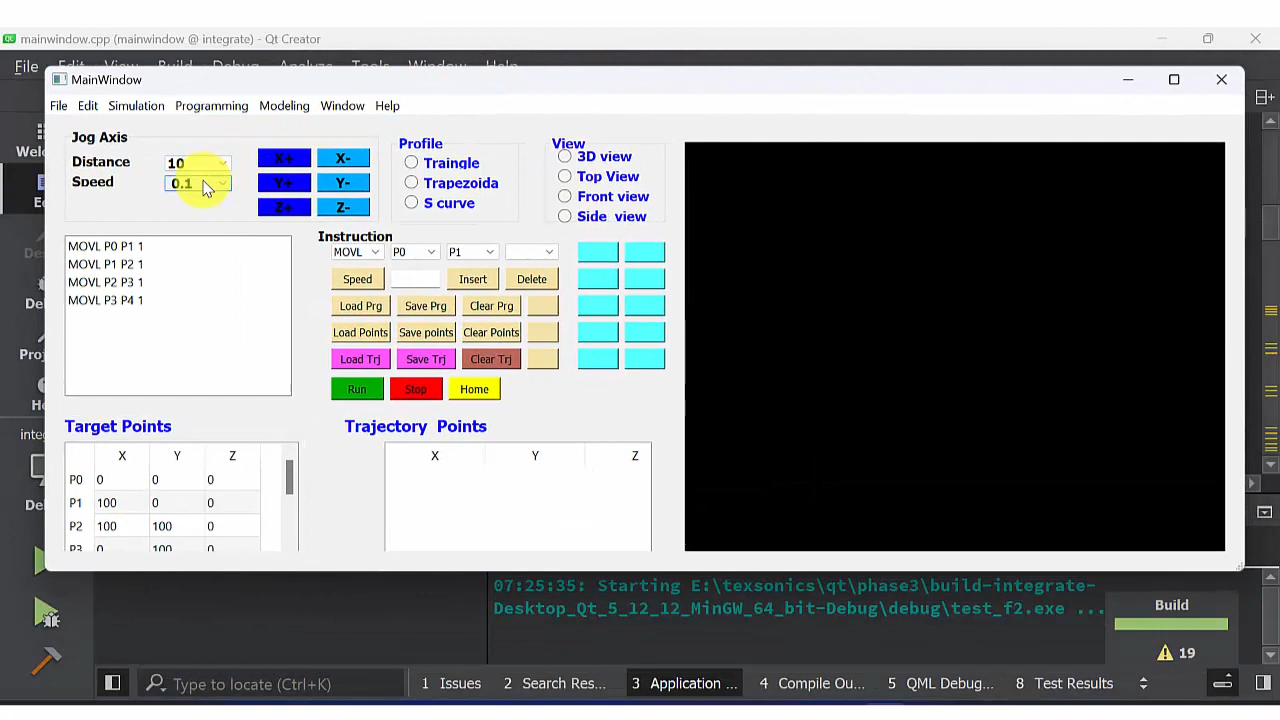 mainwindow.cpp (mainwindow @ integrate) - Qt Creator
File
MainWindow
File Edit Simulation Programming Modeling Window Help
Jog Axis
Distance 10
Speed 0.1
X+ X-
Y+ Y-
Z+ Z-
Profile
Traingle
Trapezoida
S curve
View
3D view
Top View
Front view
Side view
MOVL P0 P1 1
MOVL P1 P2 1
MOVL P2 P3 1
MOVL P3 P4 1
Instruction
MOVL P0 P1
Speed Insert Delete
Load Prg Save Prg Clear Prg
Load Points Save points Clear Points
Load Trj Save Trj Clear Trj
Run Stop Home
Target Points
X Y Z
P0 0 0 0
P1 100 0 0
P2 100 100 0
P3 0 100 0
Trajectory Points
X Y Z
07:25:35: Starting E:\texsonics\qt\phase3\build-integrate-
Desktop_Qt_5_12_12_MinGW_64_bit-Debug\debug\test_f2.exe ...
Build
19
Type to locate (Ctrl+K)
1 Issues
2 Search Res...
3 Application ...
4 Compile Ou...
5 QML Debug...
8 Test Results